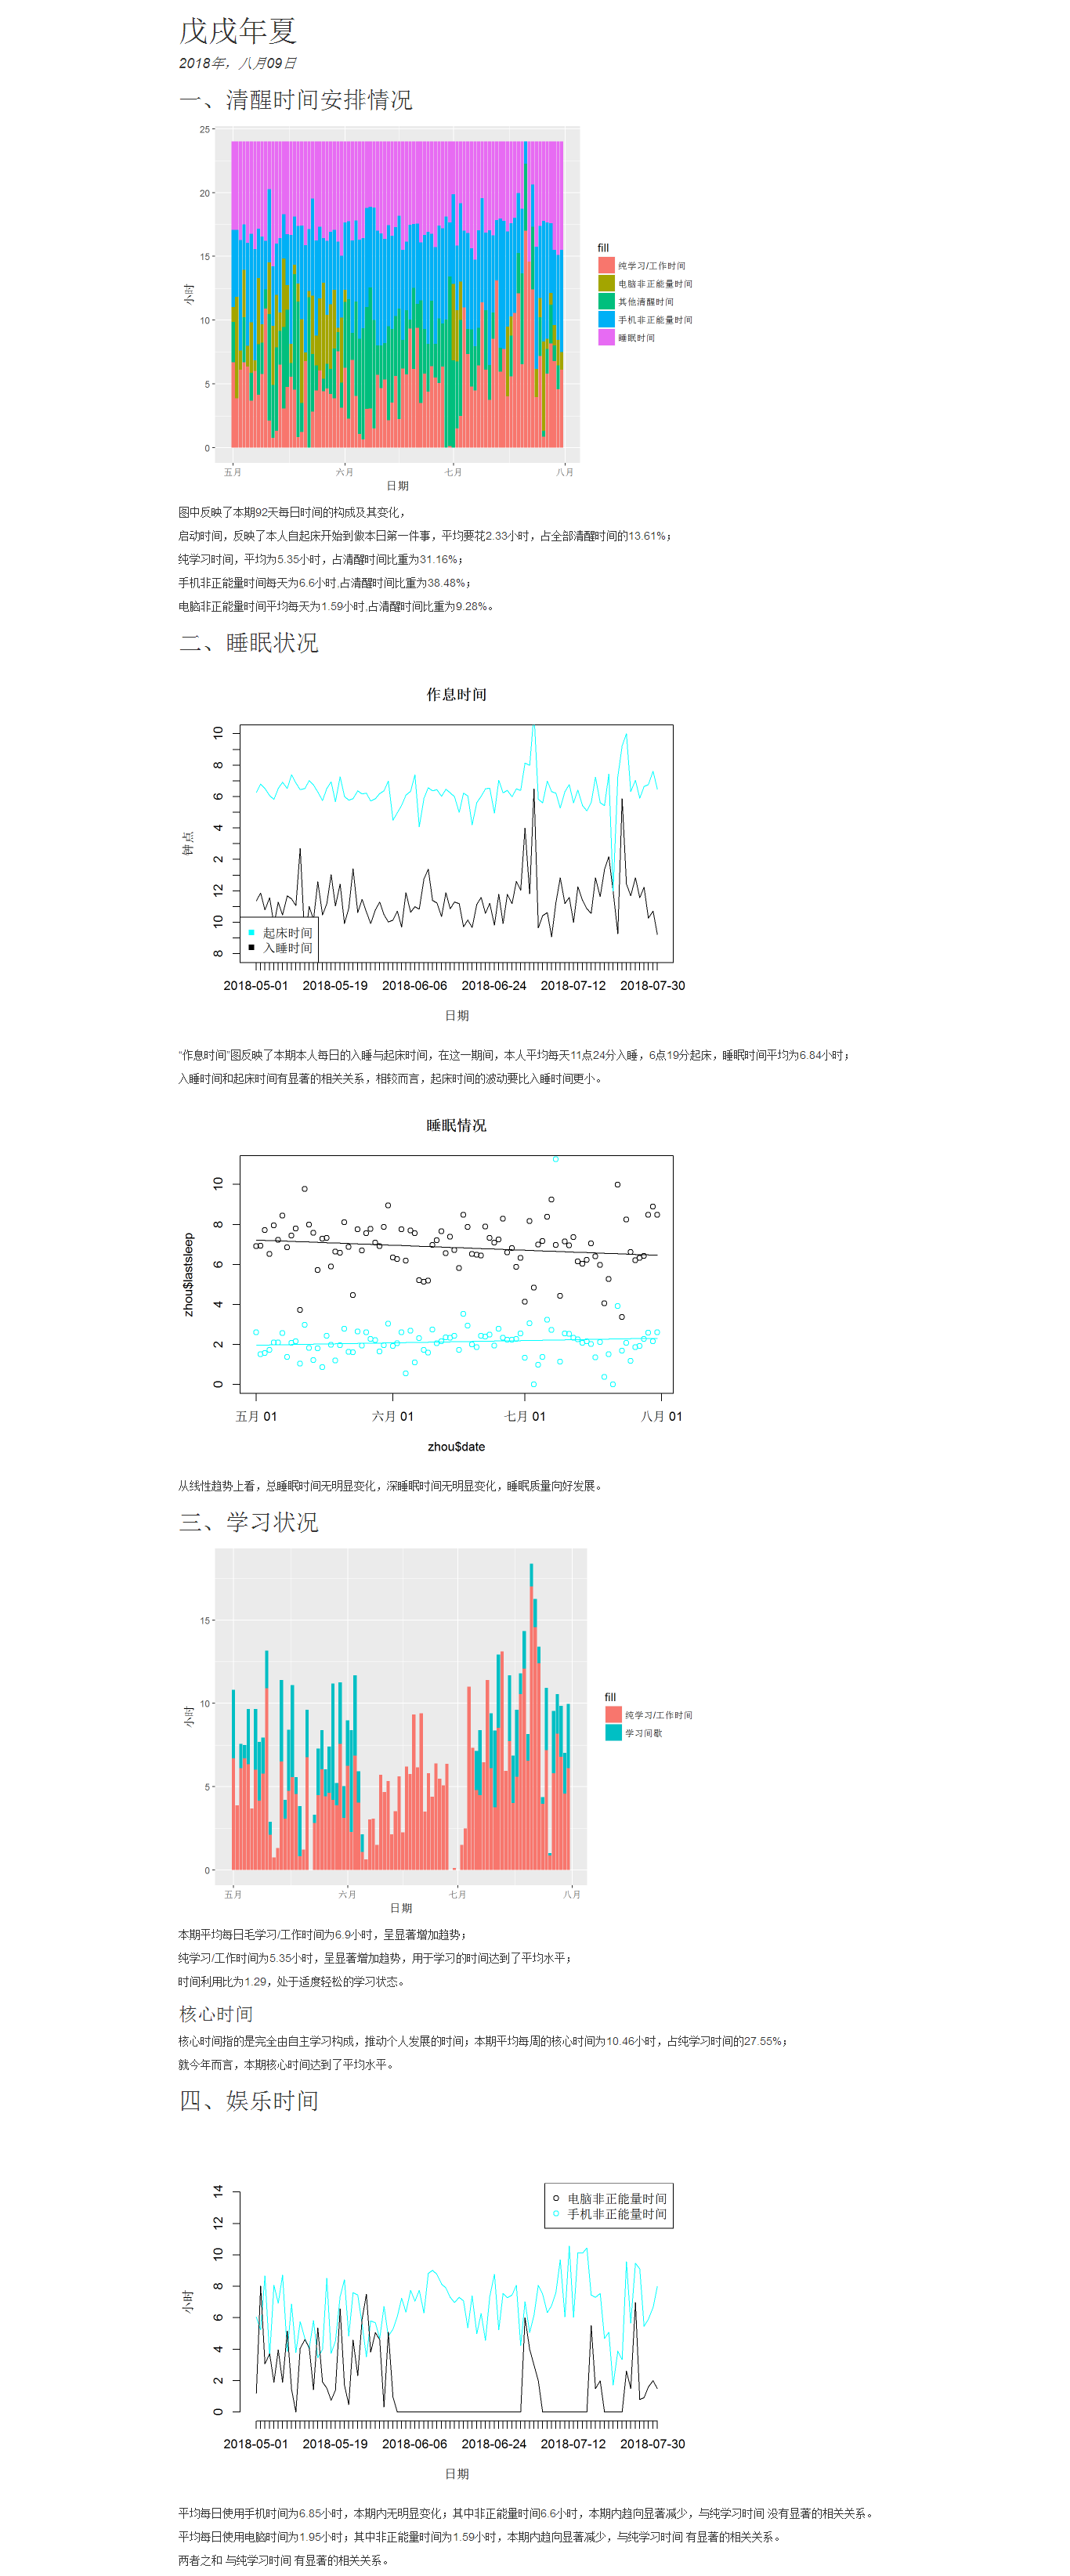 戊戌年夏
2018年，八月09日
一、清醒时间安排情况
25
20
15
10
5
0
小时
五月 六月 七月 八月
日期
fill
纯学习/工作时间
电脑非正能量时间
其他清醒时间
手机非正能量时间
睡眠时间
图中反映了本期92天每日时间的构成及其变化，
启动时间，反映了本人自起床开始到做本日第一件事，平均要花2.33小时，占全部清醒时间的13.61%；
纯学习时间，平均为5.35小时，占清醒时间比重为31.16%；
手机非正能量时间每天为6.6小时,占清醒时间比重为38.48%；
电脑非正能量时间平均每天为1.59小时,占清醒时间比重为9.28%。
二、睡眠状况
作息时间
10
8
6
4
2
12
10
8
钟点
起床时间
入睡时间
2018-05-01 2018-05-19 2018-06-06 2018-06-24 2018-07-12 2018-07-30
日期
“作息时间”图反映了本期本人每日的入睡与起床时间，在这一期间，本人平均每天11点24分入睡，6点19分起床，睡眠时间平均为6.84小时；
入睡时间和起床时间有显著的相关关系，相较而言，起床时间的波动要比入睡时间更小。
睡眠情况
10
8
6
4
2
0
zhou$lastsleep
五月 01 六月 01 七月 01 八月 01
zhou$date
从线性趋势上看，总睡眠时间无明显变化，深睡眠时间无明显变化，睡眠质量向好发展。
三、学习状况
15
10
5
0
小时
五月 六月 七月 八月
日期
fill
纯学习/工作时间
学习间歇
本期平均每日毛学习/工作时间为6.9小时，呈显著增加趋势；
纯学习/工作时间为5.35小时，呈显著增加趋势，用于学习的时间达到了平均水平；
时间利用比为1.29，处于适度轻松的学习状态。
核心时间
核心时间指的是完全由自主学习构成，推动个人发展的时间；本期平均每周的核心时间为10.46小时，占纯学习时间的27.55%；
就今年而言，本期核心时间达到了平均水平。
四、娱乐时间
14
12
10
8
6
4
2
0
小时
电脑非正能量时间
手机非正能量时间
2018-05-01 2018-05-19 2018-06-06 2018-06-24 2018-07-12 2018-07-30
日期
平均每日使用手机时间为6.85小时，本期内无明显变化；其中非正能量时间6.6小时，本期内趋向显著减少，与纯学习时间 没有显著的相关关系。
平均每日使用电脑时间为1.95小时；其中非正能量时间为1.59小时，本期内趋向显著减少，与纯学习时间 有显著的相关关系。
两者之和 与纯学习时间 有显著的相关关系。